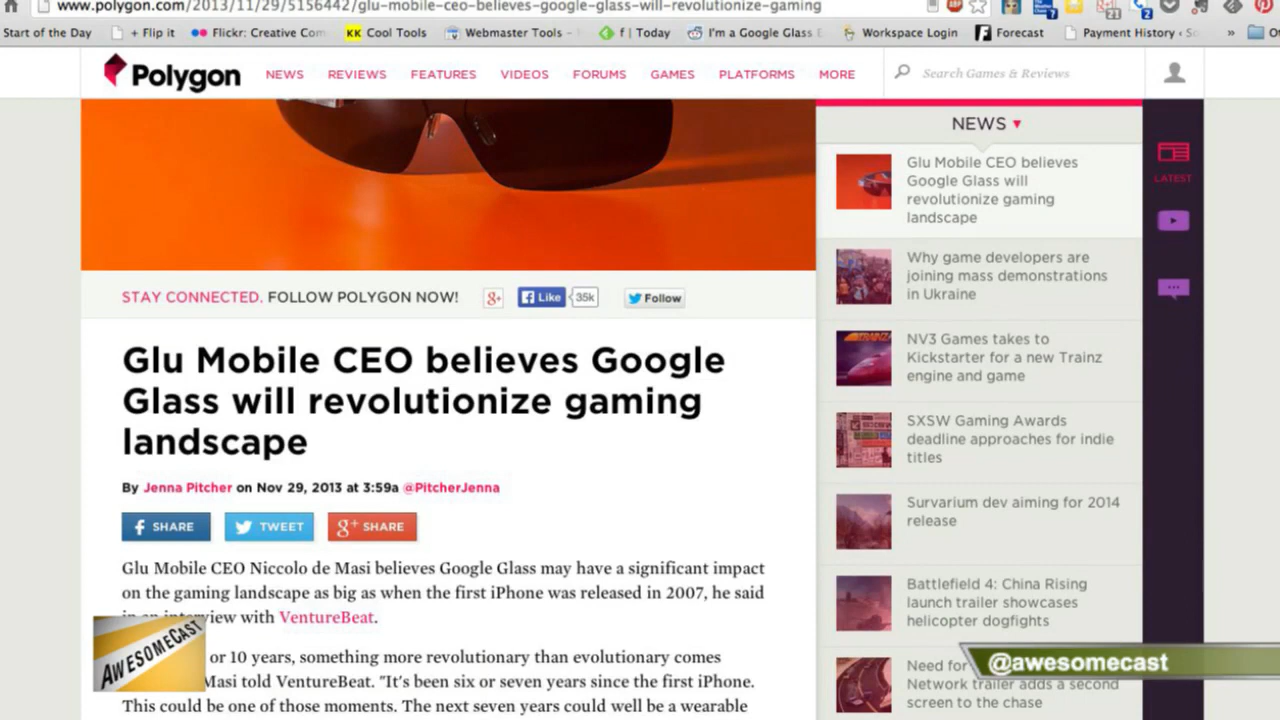 www.polygon.com/2013/11/29/5156442/glu-mobile-ceo-believes-google-glass-will-revolutionize-gaming
Start of the Day
+ Flip it
Flickr: Creative Com
KK Cool Tools
Webmaster Tools -
f | Today
I'm a Google Glass E
Workspace Login
Forecast
Payment History ‹ S
»
Polygon
NEWS REVIEWS FEATURES VIDEOS FORUMS GAMES PLATFORMS MORE
Search Games & Reviews
NEWS ▼
LATEST
Glu Mobile CEO believes
Google Glass will
revolutionize gaming
landscape
Why game developers are
joining mass demonstrations
in Ukraine
NV3 Games takes to
Kickstarter for a new Trainz
engine and game
SXSW Gaming Awards
deadline approaches for indie
titles
Survarium dev aiming for 2014
release
Battlefield 4: China Rising
launch trailer showcases
helicopter dogfights
Need for
Network trailer adds a second
screen to the chase
STAY CONNECTED. FOLLOW POLYGON NOW! g+ f Like 35k Follow
Glu Mobile CEO believes Google
Glass will revolutionize gaming
landscape
By Jenna Pitcher on Nov 29, 2013 at 3:59a @PitcherJenna
f SHARE TWEET g+ SHARE
Glu Mobile CEO Niccolo de Masi believes Google Glass may have a significant impact
on the gaming landscape as big as when the first iPhone was released in 2007, he said
in an interview with VentureBeat.
or 10 years, something more revolutionary than evolutionary comes
Masi told VentureBeat. "It's been six or seven years since the first iPhone.
This could be one of those moments. The next seven years could well be a wearable
AWESOMECAST
@awesomecast